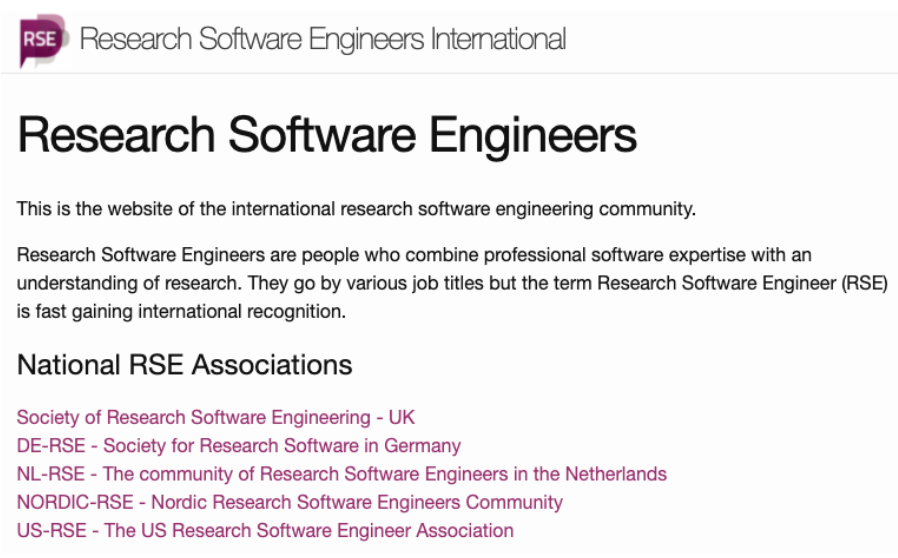 RSE Research Software Engineers International
Research Software Engineers
This is the website of the international research software engineering community.
Research Software Engineers are people who combine professional software expertise with an
understanding of research. They go by various job titles but the term Research Software Engineer (RSE)
is fast gaining international recognition.
National RSE Associations
Society of Research Software Engineering - UK
DE-RSE - Society for Research Software in Germany
NL-RSE - The community of Research Software Engineers in the Netherlands
NORDIC-RSE - Nordic Research Software Engineers Community
US-RSE - The US Research Software Engineer Association